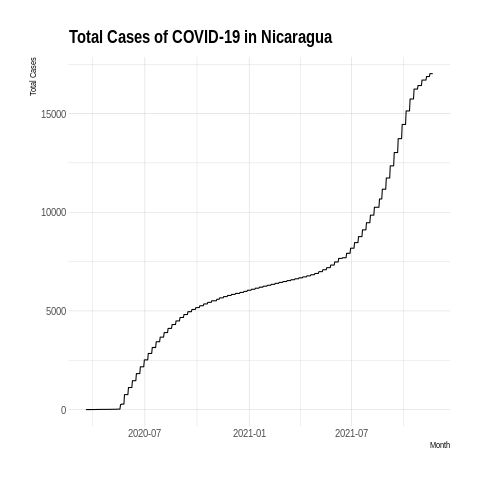 Total Cases of COVID-19 in Nicaragua
Total Cases
15000
10000
5000
0
2020-07
2021-01
2021-07
Month